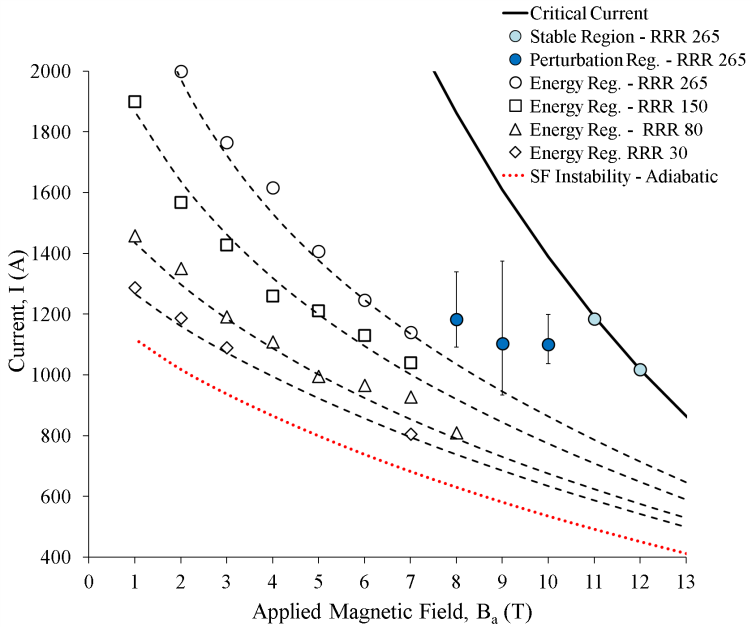 Critical Current
Stable Region - RRR 265
Perturbation Reg. - RRR 265
Energy Reg. - RRR 265
Energy Reg. - RRR 150
Energy Reg. -  RRR 80
Energy Reg. RRR 30
SF Instability - Adiabatic
2000
1800
1600
1400
1200
1000
800
600
400
Current, I (A)
0 1 2 3 4 5 6 7 8 9 10 11 12 13
Applied Magnetic Field, Ba (T)